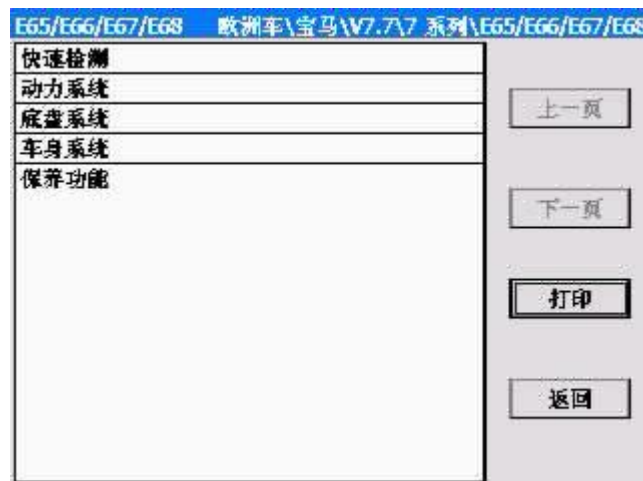 E65/E66/E67/E68 欧洲车\宝马\V7.7\7 系列\E65/E66/E67/E68
快速检测
动力系统
底盘系统
车身系统
保养功能
上一页
下一页
打印
返回